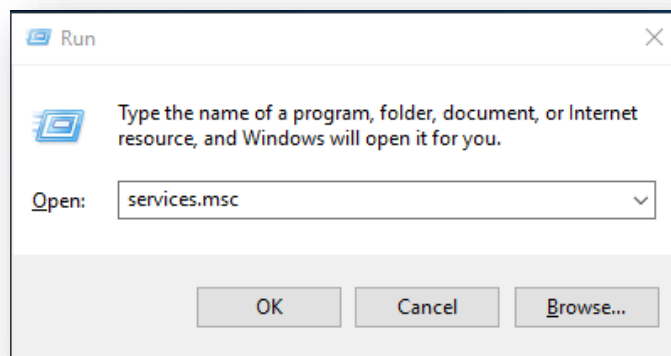 Run
Type the name of a program, folder, document, or Internet
resource, and Windows will open it for you.
Open: services.msc
OK Cancel Browse...